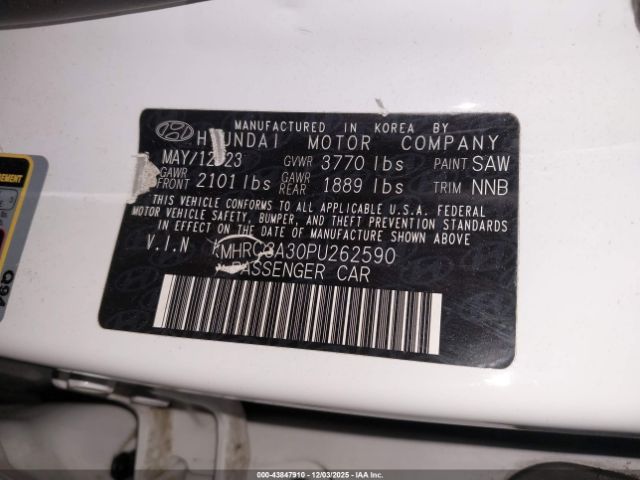 MANUFACTURED IN KOREA BY
HYUNDAI MOTOR COMPANY
MAY/12/23 GVWR 3770 lbs PAINT SAW
GAWR FRONT 2101 lbs GAWR REAR 1889 lbs TRIM NNB
THIS VEHICLE CONFORMS TO ALL APPLICABLE U.S.A. FEDERAL
MOTOR VEHICLE SAFETY, BUMPER, AND THEFT PREVENTION STANDARDS
IN EFFECT ON THE DATE OF MANUFACTURE SHOWN ABOVE.
V.I.N KMHRC8A30PU262590
PASSENGER CAR
000-43847910 - 12/03/2025 - IAA Inc.